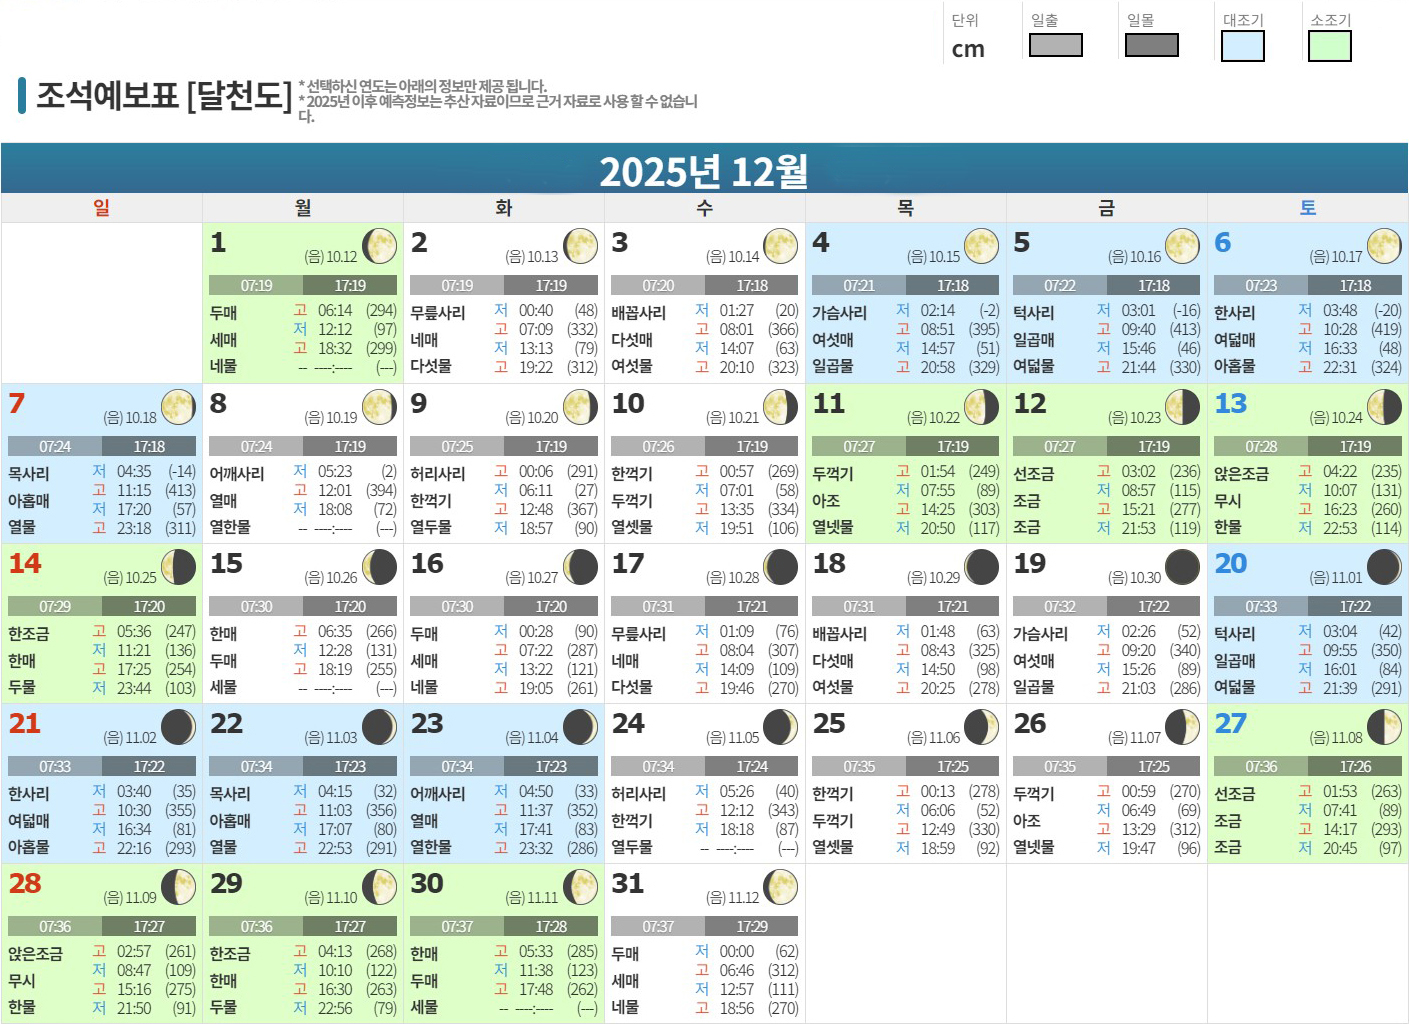 단위 일출 일몰 대조기 소조기
cm
조석예보표 [달천도]
* 선택하신 연도는 아래의 정보만 제공 됩니다.
* 2025년 이후 예측정보는 추산 자료이므로 근거 자료로 사용 할 수 없습니
다.
2025년 12월
일 월 화 수 목 금 토
1 (음) 10.12
07:19 17:19
두매 세매 네물
고 06:14 (294)
저 12:12 (97)
고 18:32 (299)
-- ----:---- (---)
2 (음) 10.13
07:19 17:19
무릎사리 네매 다섯물
저 00:40 (48)
고 07:09 (332)
저 13:13 (79)
고 19:22 (312)
3 (음) 10.14
07:20 17:18
배꼽사리 다섯매 여섯물
저 01:27 (20)
고 08:01 (366)
저 14:07 (63)
고 20:10 (323)
4 (음) 10.15
07:21 17:18
가슴사리 여섯매 일곱물
저 02:14 (-2)
고 08:51 (395)
저 14:57 (51)
고 20:58 (329)
5 (음) 10.16
07:22 17:18
턱사리 일곱매 여덟물
저 03:01 (-16)
고 09:40 (413)
저 15:46 (46)
고 21:44 (330)
6 (음) 10.17
07:23 17:18
한사리 여덟매 아홉물
저 03:48 (-20)
고 10:28 (419)
저 16:33 (48)
고 22:31 (324)
7 (음) 10.18
07:24 17:18
목사리 아홉매 열물
저 04:35 (-14)
고 11:15 (413)
저 17:20 (57)
고 23:18 (311)
8 (음) 10.19
07:24 17:19
어깨사리 열매 열한물
저 05:23 (2)
고 12:01 (394)
저 18:08 (72)
-- ----:---- (---)
9 (음) 10.20
07:25 17:19
허리사리 한꺽기 열두물
고 00:06 (291)
저 06:11 (27)
고 12:48 (367)
저 18:57 (90)
10 (음) 10.21
07:26 17:19
한꺽기 두꺽기 열셋물
고 00:57 (269)
저 07:01 (58)
고 13:35 (334)
저 19:51 (106)
11 (음) 10.22
07:27 17:19
두꺽기 아조 열넷물
고 01:54 (249)
저 07:55 (89)
고 14:25 (303)
저 20:50 (117)
12 (음) 10.23
07:27 17:19
선조금 조금 조금
고 03:02 (236)
저 08:57 (115)
고 15:21 (277)
저 21:53 (119)
13 (음) 10.24
07:28 17:19
앉은조금 무시 한물
고 04:22 (235)
저 10:07 (131)
고 16:23 (260)
저 22:53 (114)
14 (음) 10.25
07:29 17:20
한조금 한매 두물
고 05:36 (247)
저 11:21 (136)
고 17:25 (254)
저 23:44 (103)
15 (음) 10.26
07:30 17:20
한매 두매 세물
고 06:35 (266)
저 12:28 (131)
고 18:19 (255)
-- ----:---- (---)
16 (음) 10.27
07:30 17:20
두매 세매 네물
저 00:28 (90)
고 07:22 (287)
저 13:22 (121)
고 19:05 (261)
17 (음) 10.28
07:31 17:21
무릎사리 네매 다섯물
저 01:09 (76)
고 08:04 (307)
저 14:09 (109)
고 19:46 (270)
18 (음) 10.29
07:31 17:21
배꼽사리 다섯매 여섯물
저 01:48 (63)
고 08:43 (325)
저 14:50 (98)
고 20:25 (278)
19 (음) 10.30
07:32 17:22
가슴사리 여섯매 일곱물
저 02:26 (52)
고 09:20 (340)
저 15:26 (89)
고 21:03 (286)
20 (음) 11.01
07:33 17:22
턱사리 일곱매 여덟물
저 03:04 (42)
고 09:55 (350)
저 16:01 (84)
고 21:39 (291)
21 (음) 11.02
07:33 17:22
한사리 여덟매 아홉물
저 03:40 (35)
고 10:30 (355)
저 16:34 (81)
고 22:16 (293)
22 (음) 11.03
07:34 17:23
목사리 아홉매 열물
저 04:15 (32)
고 11:03 (356)
저 17:07 (80)
고 22:53 (291)
23 (음) 11.04
07:34 17:23
어깨사리 열매 열한물
저 04:50 (33)
고 11:37 (352)
저 17:41 (83)
고 23:32 (286)
24 (음) 11.05
07:34 17:24
허리사리 한꺽기 열두물
저 05:26 (40)
고 12:12 (343)
저 18:18 (87)
-- ----:---- (---)
25 (음) 11.06
07:35 17:25
한꺽기 두꺽기 열셋물
고 00:13 (278)
저 06:06 (52)
고 12:49 (330)
저 18:59 (92)
26 (음) 11.07
07:35 17:25
두꺽기 아조 열넷물
고 00:59 (270)
저 06:49 (69)
고 13:29 (312)
저 19:47 (96)
27 (음) 11.08
07:36 17:26
선조금 조금 조금
고 01:53 (263)
저 07:41 (89)
고 14:17 (293)
저 20:45 (97)
28 (음) 11.09
07:36 17:27
앉은조금 무시 한물
고 02:57 (261)
저 08:47 (109)
고 15:16 (275)
저 21:50 (91)
29 (음) 11.10
07:36 17:27
한조금 한매 두물
고 04:13 (268)
저 10:10 (122)
고 16:30 (263)
저 22:56 (79)
30 (음) 11.11
07:37 17:28
한매 두매 세물
고 05:33 (285)
저 11:38 (123)
고 17:48 (262)
-- ----:---- (---)
31 (음) 11.12
07:37 17:29
두매 세매 네물
저 00:00 (62)
고 06:46 (312)
저 12:57 (111)
고 18:56 (270)